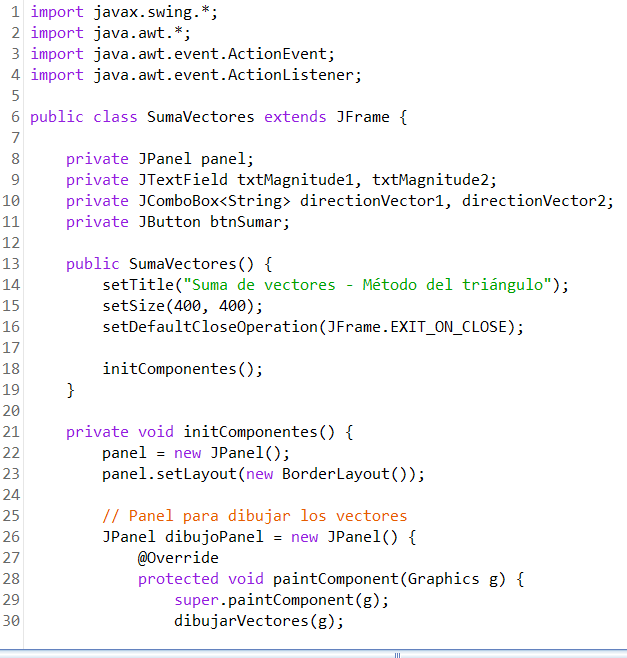 1 import javax.swing.*;
2 import java.awt.*;
3 import java.awt.event.ActionEvent;
4 import java.awt.event.ActionListener;
5
6 public class SumaVectores extends JFrame {
7
8     private JPanel panel;
9     private JTextField txtMagnitude1, txtMagnitude2;
10     private JComboBox<String> directionVector1, directionVector2;
11     private JButton btnSumar;
12
13     public SumaVectores() {
14         setTitle("Suma de vectores - Método del triángulo");
15         setSize(400, 400);
16         setDefaultCloseOperation(JFrame.EXIT_ON_CLOSE);
17
18         initComponentes();
19     }
20
21     private void initComponentes() {
22         panel = new JPanel();
23         panel.setLayout(new BorderLayout());
24
25         // Panel para dibujar los vectores
26         JPanel dibujoPanel = new JPanel() {
27             @Override
28             protected void paintComponent(Graphics g) {
29                 super.paintComponent(g);
30                 dibujarVectores(g);